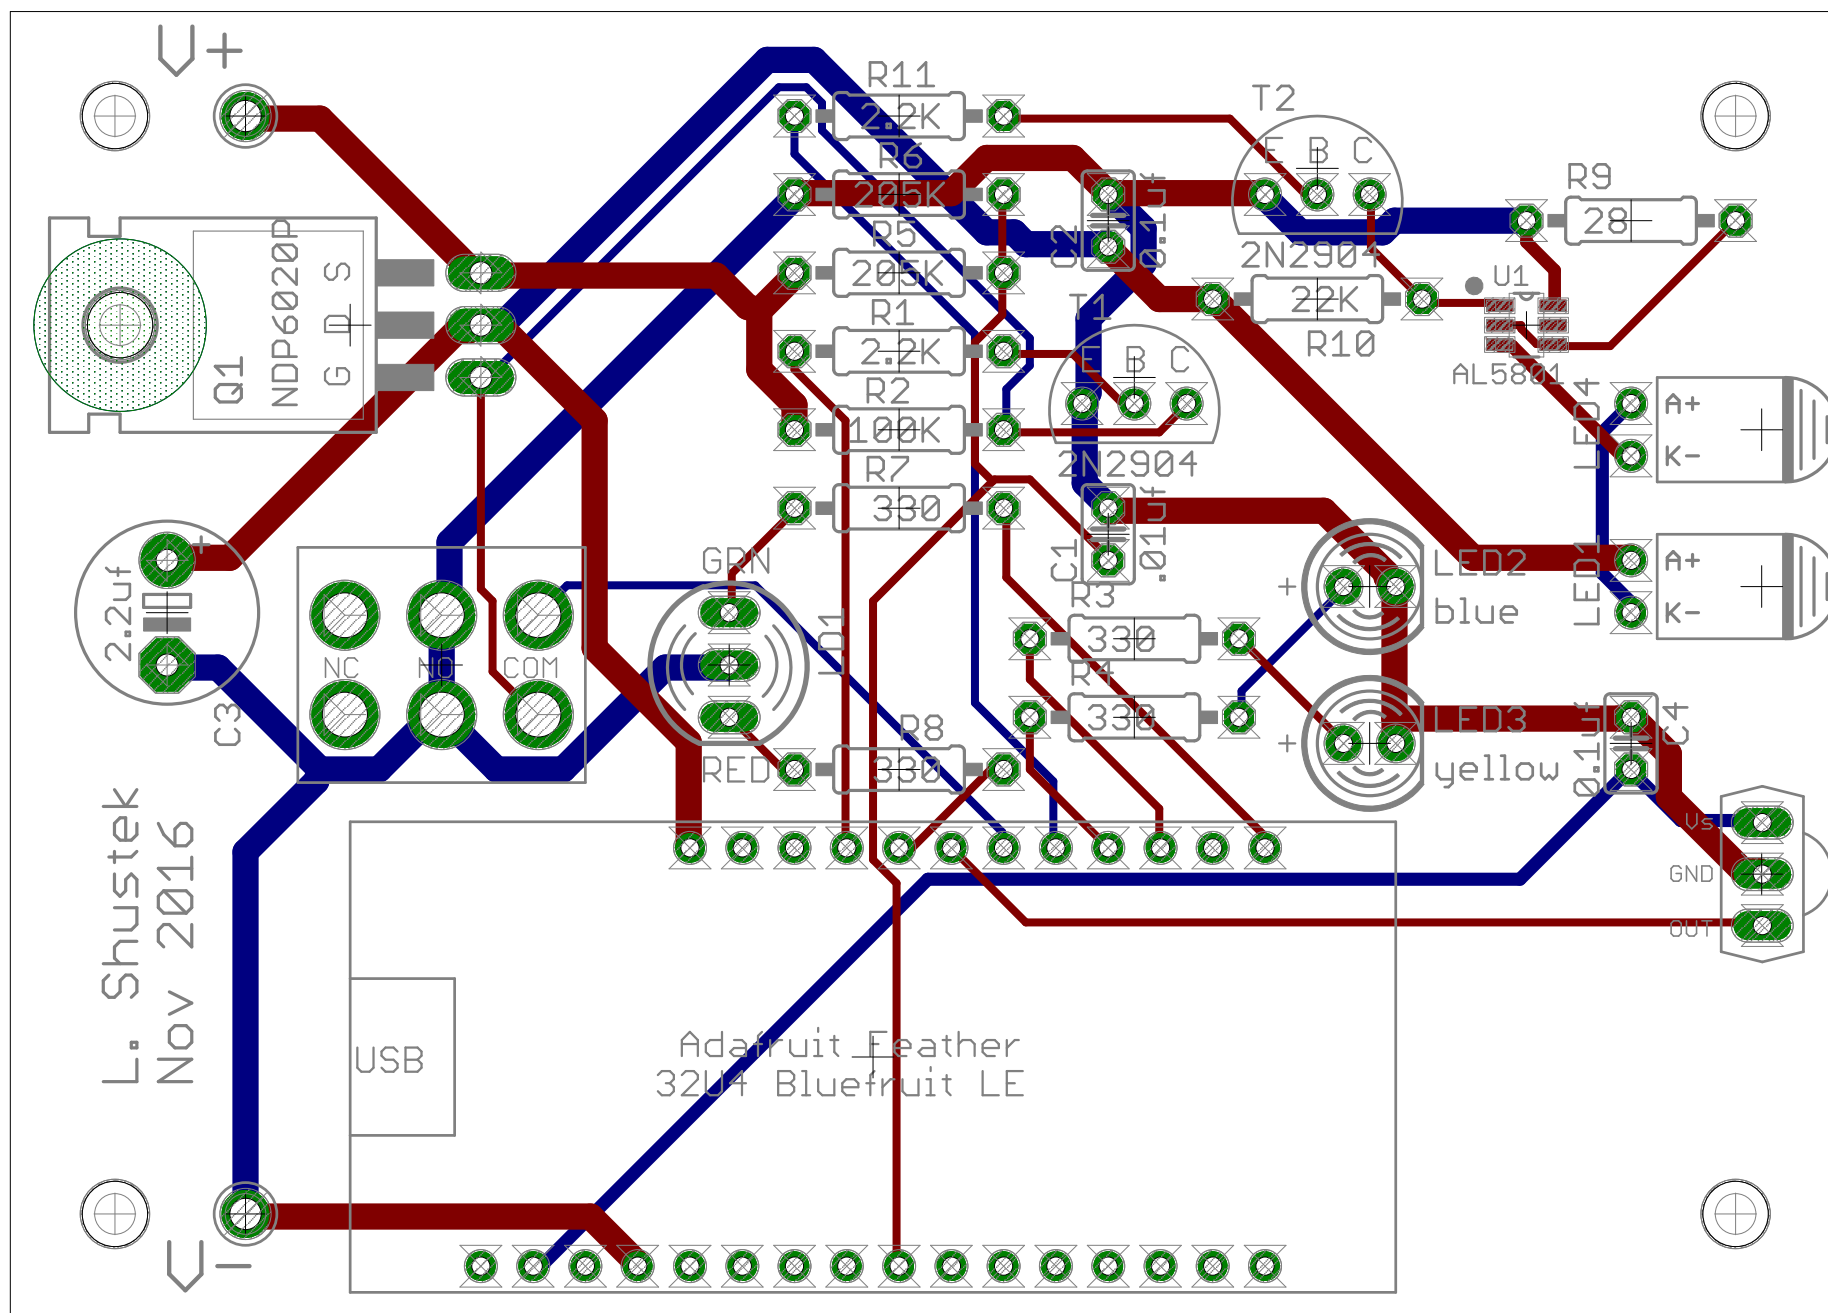 V+
R11
2.2K
T2
E B C
R6
205K
0.1uf
C2
R9
28
NDP6020P
S
D
G
Q1
R5
205K
2N2904
U1
T1
22K
R10
R1
2.2K
E B C
AL5801
LED4
A+
K-
R2
100K
2N2904
R7
330
.01uf
C1
GRN
LED2
blue
LED1
A+
K-
+
2.2uf
C3
NC
NO
COM
R3
330
+
R4
330
LED3
yellow
+
RED
R8
330
0.1uf
C4
Vs
GND
OUT
L. Shustek
Nov 2016
USB
Adafruit Feather
32U4 Bluefruit LE
V-